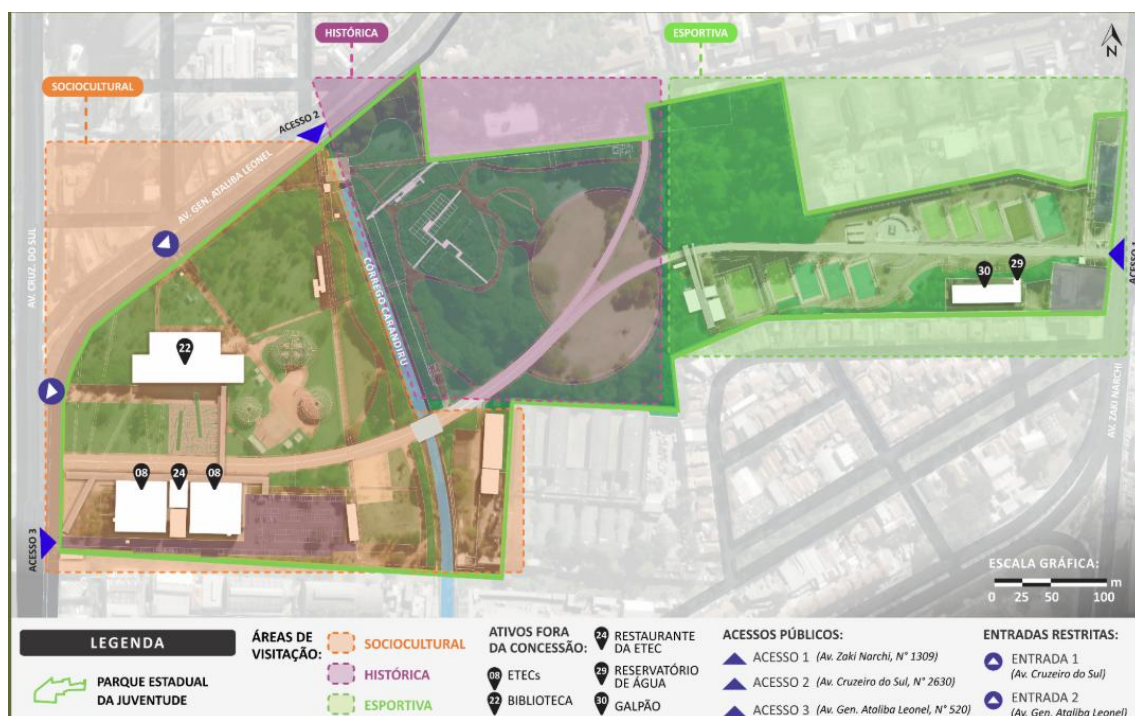 HISTÓRICA
ESPORTIVA
N
SOCIOCULTURAL
ACESSO 2
AV. GEN. ATALIBA LEONEL
AV. CRUZ. DO SUL
CÓRREGO CARANDIRU
29
30
ACESSO
22
AV. ZAKI NARCHI
08
24
08
ACESSO 3
ESCALA GRÁFICA:
m
0 25 50 100
LEGENDA
PARQUE ESTADUAL
DA JUVENTUDE
ÁREAS DE
VISITAÇÃO:
SOCIOCULTURAL
HISTÓRICA
ESPORTIVA
ATIVOS FORA
DA CONCESSÃO:
08 ETECs
22 BIBLIOTECA
24 RESTAURANTE
DA ETEC
29 RESERVATÓRIO
DE ÁGUA
30 GALPÃO
ACESSOS PÚBLICOS:
ACESSO 1 (Av. Zaki Narchi, N° 1309)
ACESSO 2 (Av. Cruzeiro do Sul, N° 2630)
ACESSO 3 (Av. Gen. Ataliba Leonel, N° 520)
ENTRADAS RESTRITAS:
ENTRADA 1
(Av. Cruzeiro do Sul)
ENTRADA 2
(Av. Gen. Ataliba Leonel)